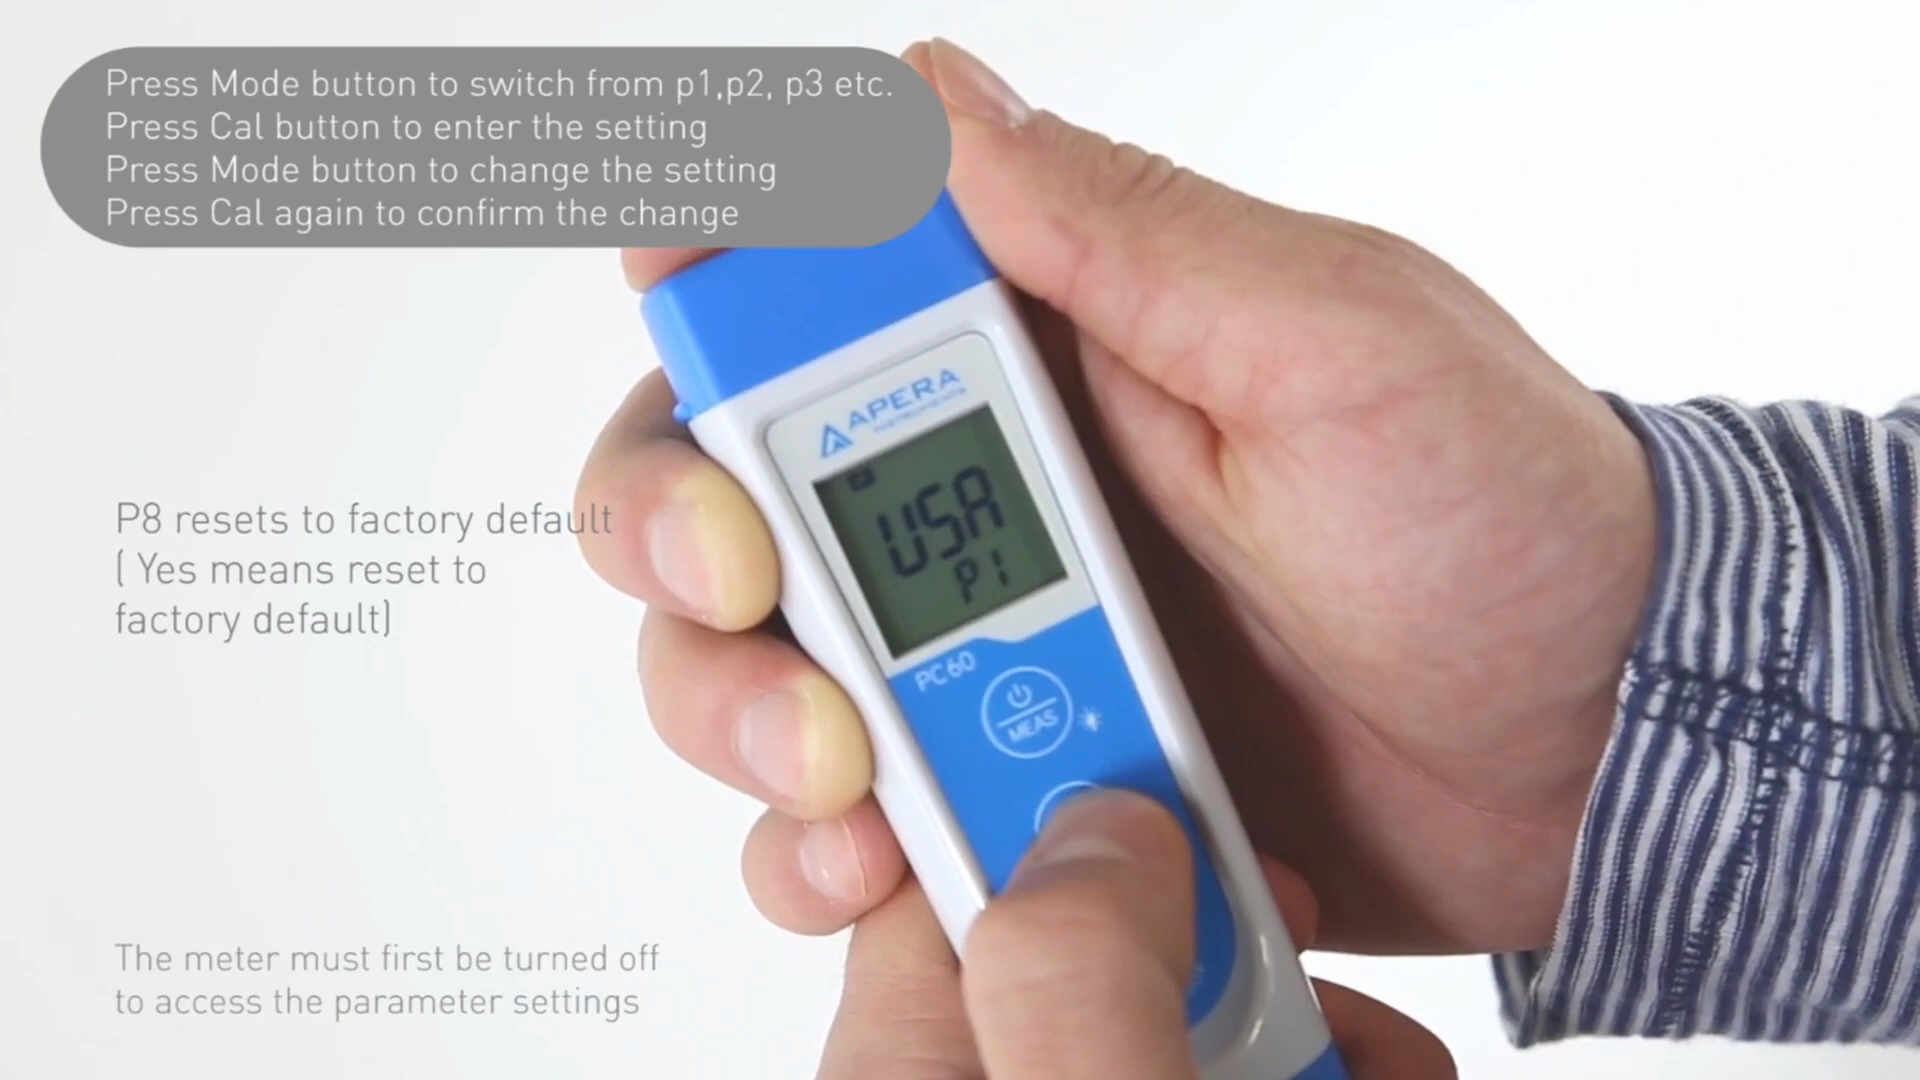 Press Mode button to switch from p1,p2, p3 etc.
Press Cal button to enter the setting
Press Mode button to change the setting
Press Cal again to confirm the change
APERA
INSTRUMENTS
USA
P1
P8 resets to factory default
( Yes means reset to
factory default)
PC60
MEAS
The meter must first be turned off
to access the parameter settings